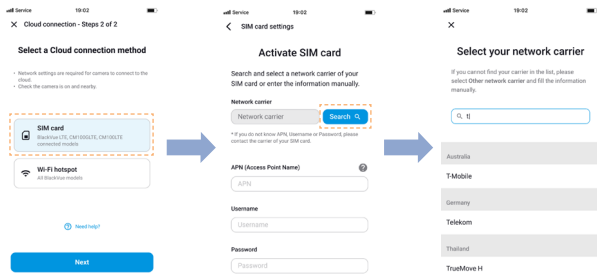 Service
19:02
Cloud connection - Steps 2 of 2
Select a Cloud connection method
• Network settings are required for camera to connect to the
cloud.
• Check the camera is on and nearby.
SIM card
BlackVue LTE, CM100GLTE, CM100LTE
connected models
Wi-Fi hotspot
All BlackVue models
Need help?
Next
Service
19:02
SIM card settings
Activate SIM card
Search and select a network carrier of your
SIM card or enter the information manually.
Network carrier
Network carrier
Search
* If you do not know APN, Username or Password, please
contact the carrier of your SIM card.
APN (Access Point Name)
APN
Username
Username
Password
Password
Service
19:02
Select your network carrier
If you cannot find your carrier in the list, please
select Other network carrier and fill the information
manually.
t
Australia
T-Mobile
Germany
Telekom
Thailand
TrueMove H